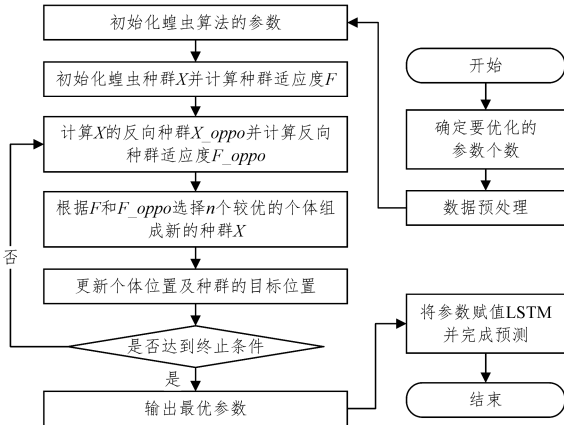 开始
确定要优化的
参数个数
数据预处理
初始化蝗虫算法的参数
初始化蝗虫种群X并计算种群适应度F
计算X的反向种群X_oppo并计算反向
种群适应度F_oppo
根据F和F_oppo选择n个较优的个体组
成新的种群X
更新个体位置及种群的目标位置
是否达到终止条件
否
是
输出最优参数
将参数赋值LSTM
并完成预测
结束